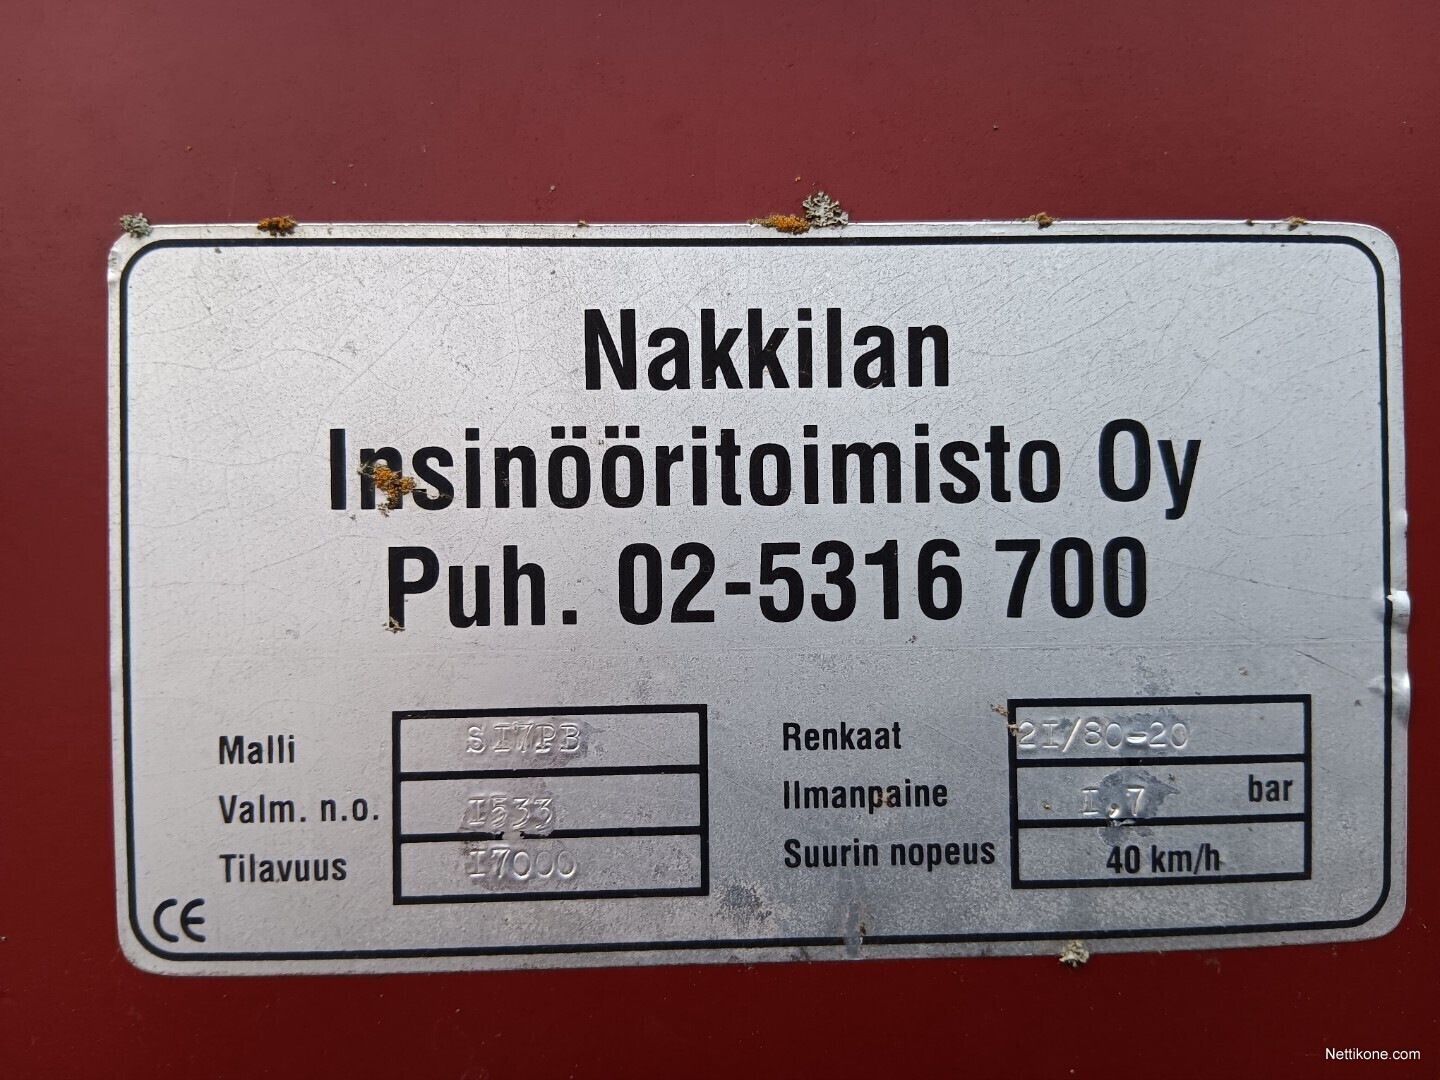 Nakkilan
Insinööritoimisto Oy
Puh. 02-5316 700
Malli SI7PB
Valm. n.o. I533
Tilavuus I7000
Renkaat 2I/80-20
Ilmanpaine I,7 bar
Suurin nopeus 40 km/h
CE
Nettikone.com